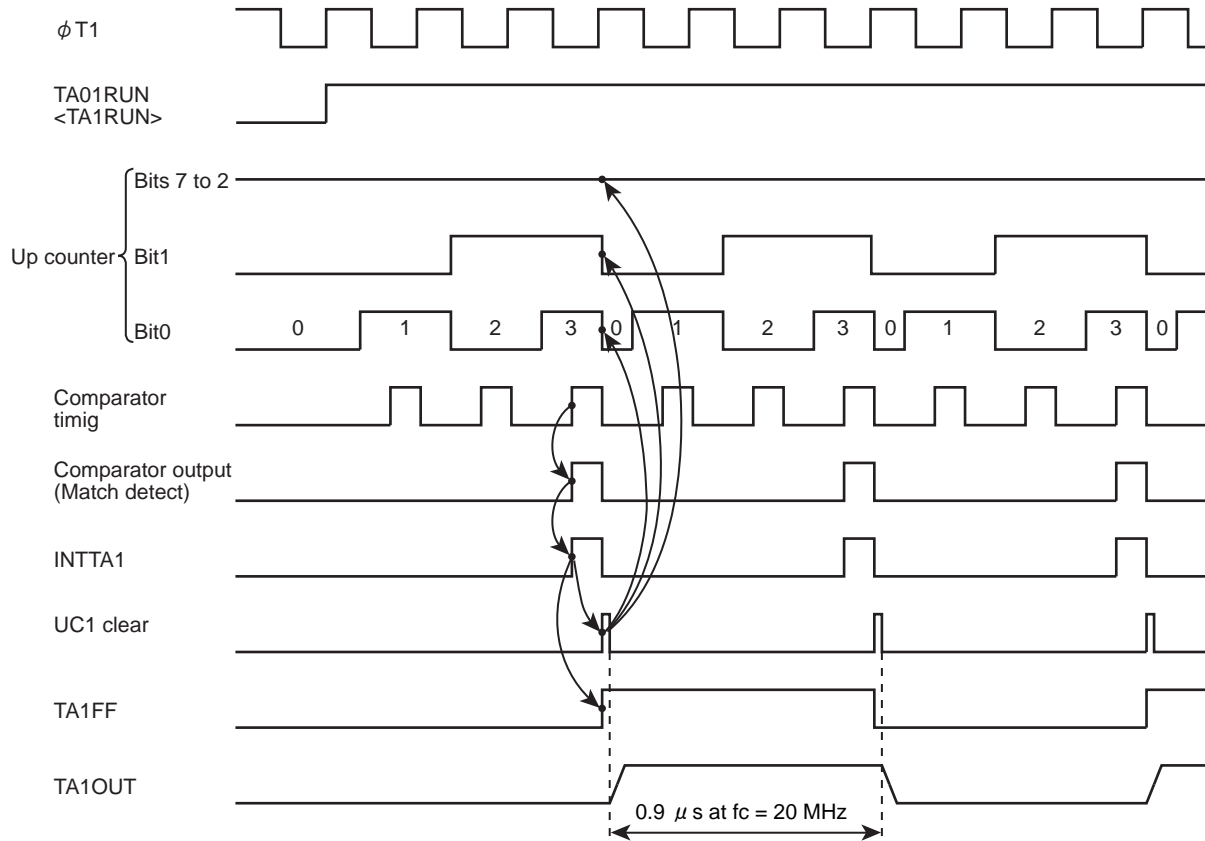 φT1
TA01RUN
<TA1RUN>
Up counter
Bits 7 to 2
Bit1
Bit0
0 1 2 3 0 1 2 3 0 1 2 3 0
Comparator
timig
Comparator output
(Match detect)
INTTA1
UC1 clear
TA1FF
TA1OUT
0.9 μs at fc = 20 MHz